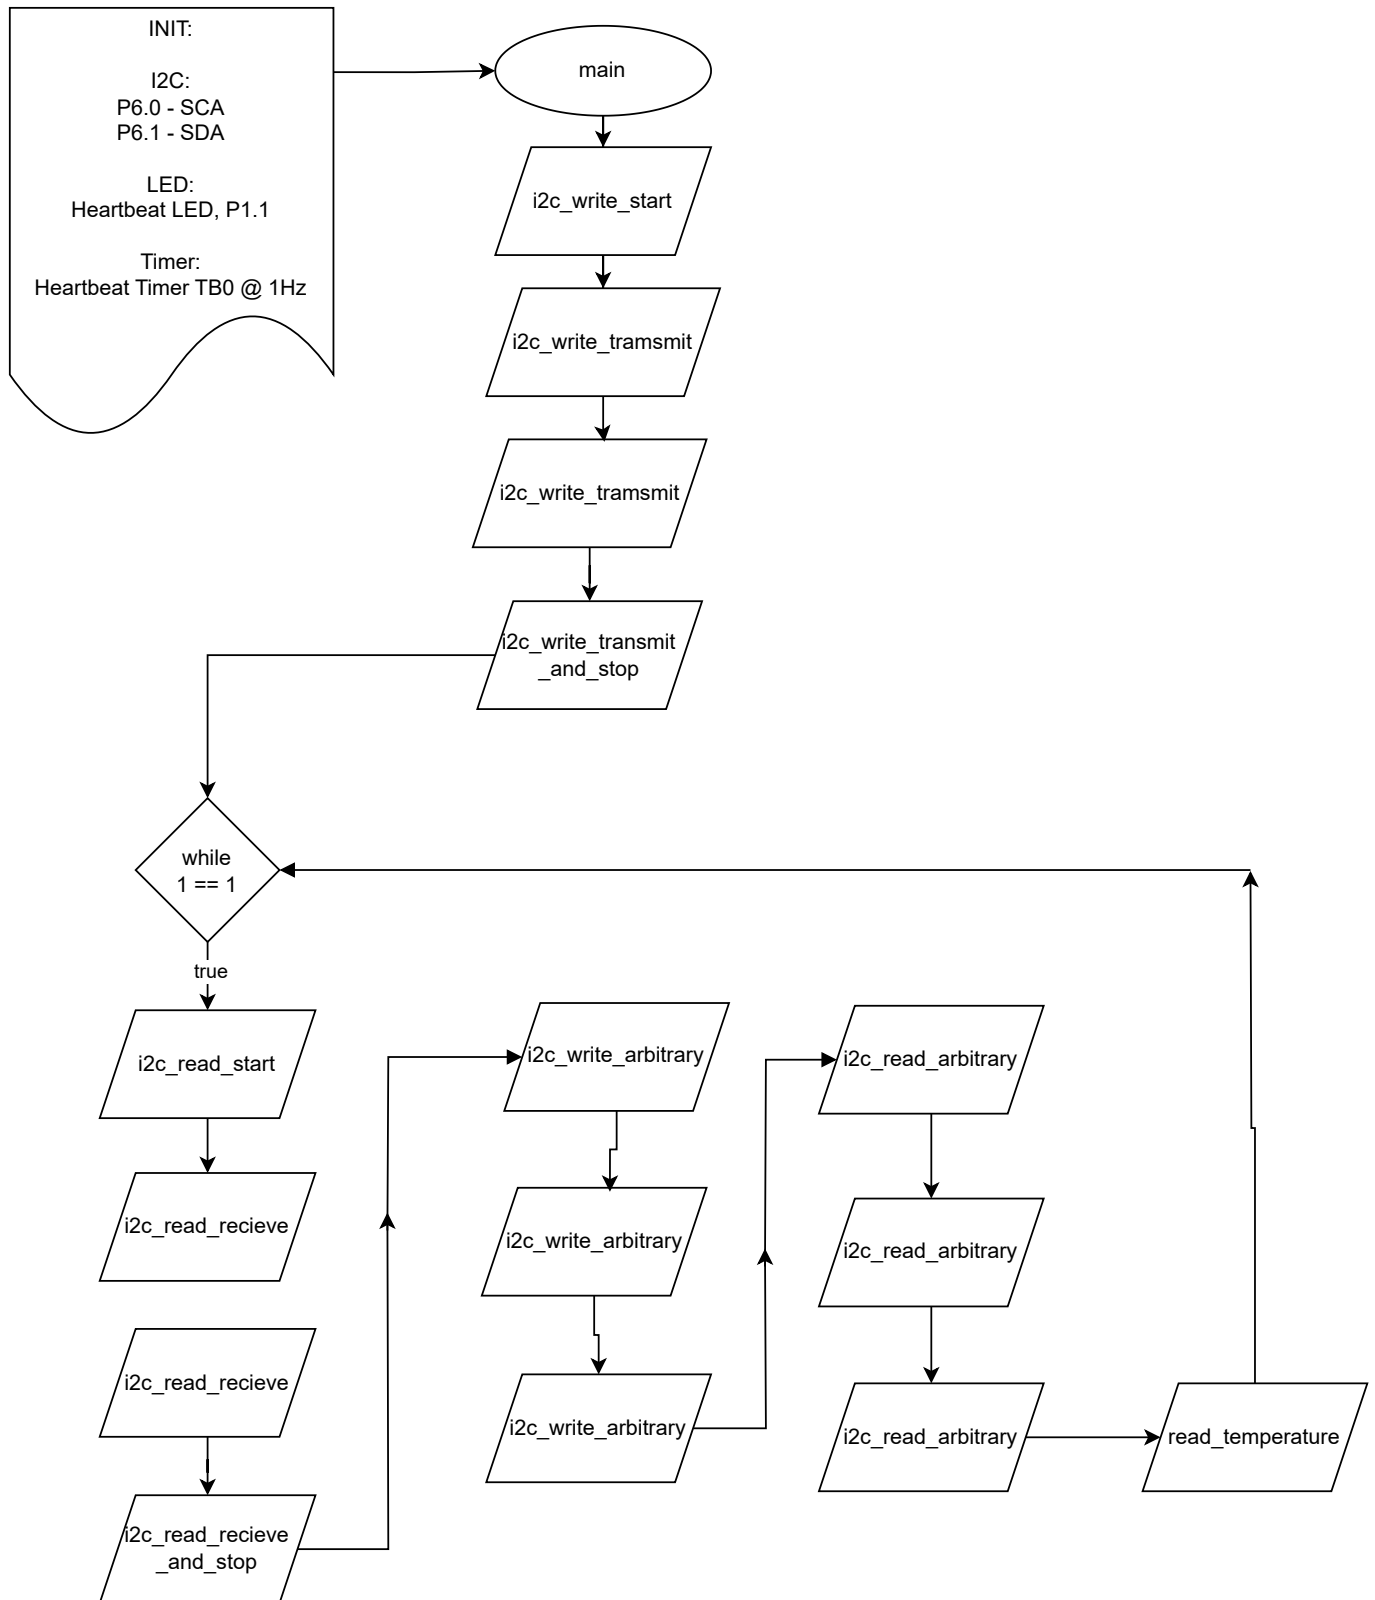 INIT:
I2C:
P6.0 - SCA
P6.1 - SDA
LED:
Heartbeat LED, P1.1
Timer:
Heartbeat Timer TB0 @ 1Hz
main
i2c_write_start
i2c_write_tramsmit
i2c_write_tramsmit
i2c_write_transmit
_and_stop
while
1 == 1
true
i2c_read_start
i2c_read_recieve
i2c_read_recieve
i2c_read_recieve
_and_stop
i2c_write_arbitrary
i2c_write_arbitrary
i2c_write_arbitrary
i2c_read_arbitrary
i2c_read_arbitrary
i2c_read_arbitrary
read_temperature